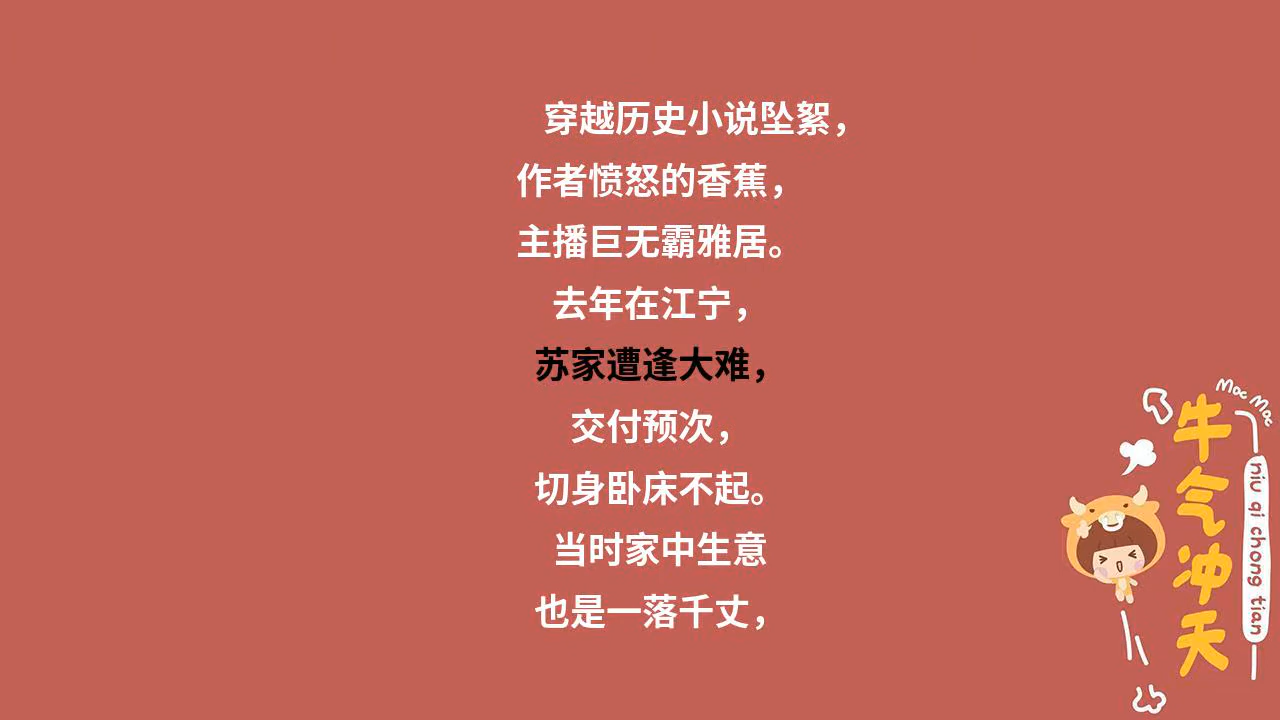 穿越历史小说坠絮，
作者愤怒的香蕉，
主播巨无霸雅居。
去年在江宁，
苏家遭逢大难，
交付预次，
切身卧床不起。
当时家中生意
也是一落千丈，
Moc Moc
牛气冲天
niu qi chong tian